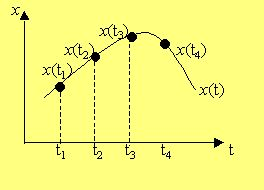 x
x(t₁)
x(t₂)
x(t₃)
x(t₄)
x(t)
t₁ t₂ t₃ t₄ t